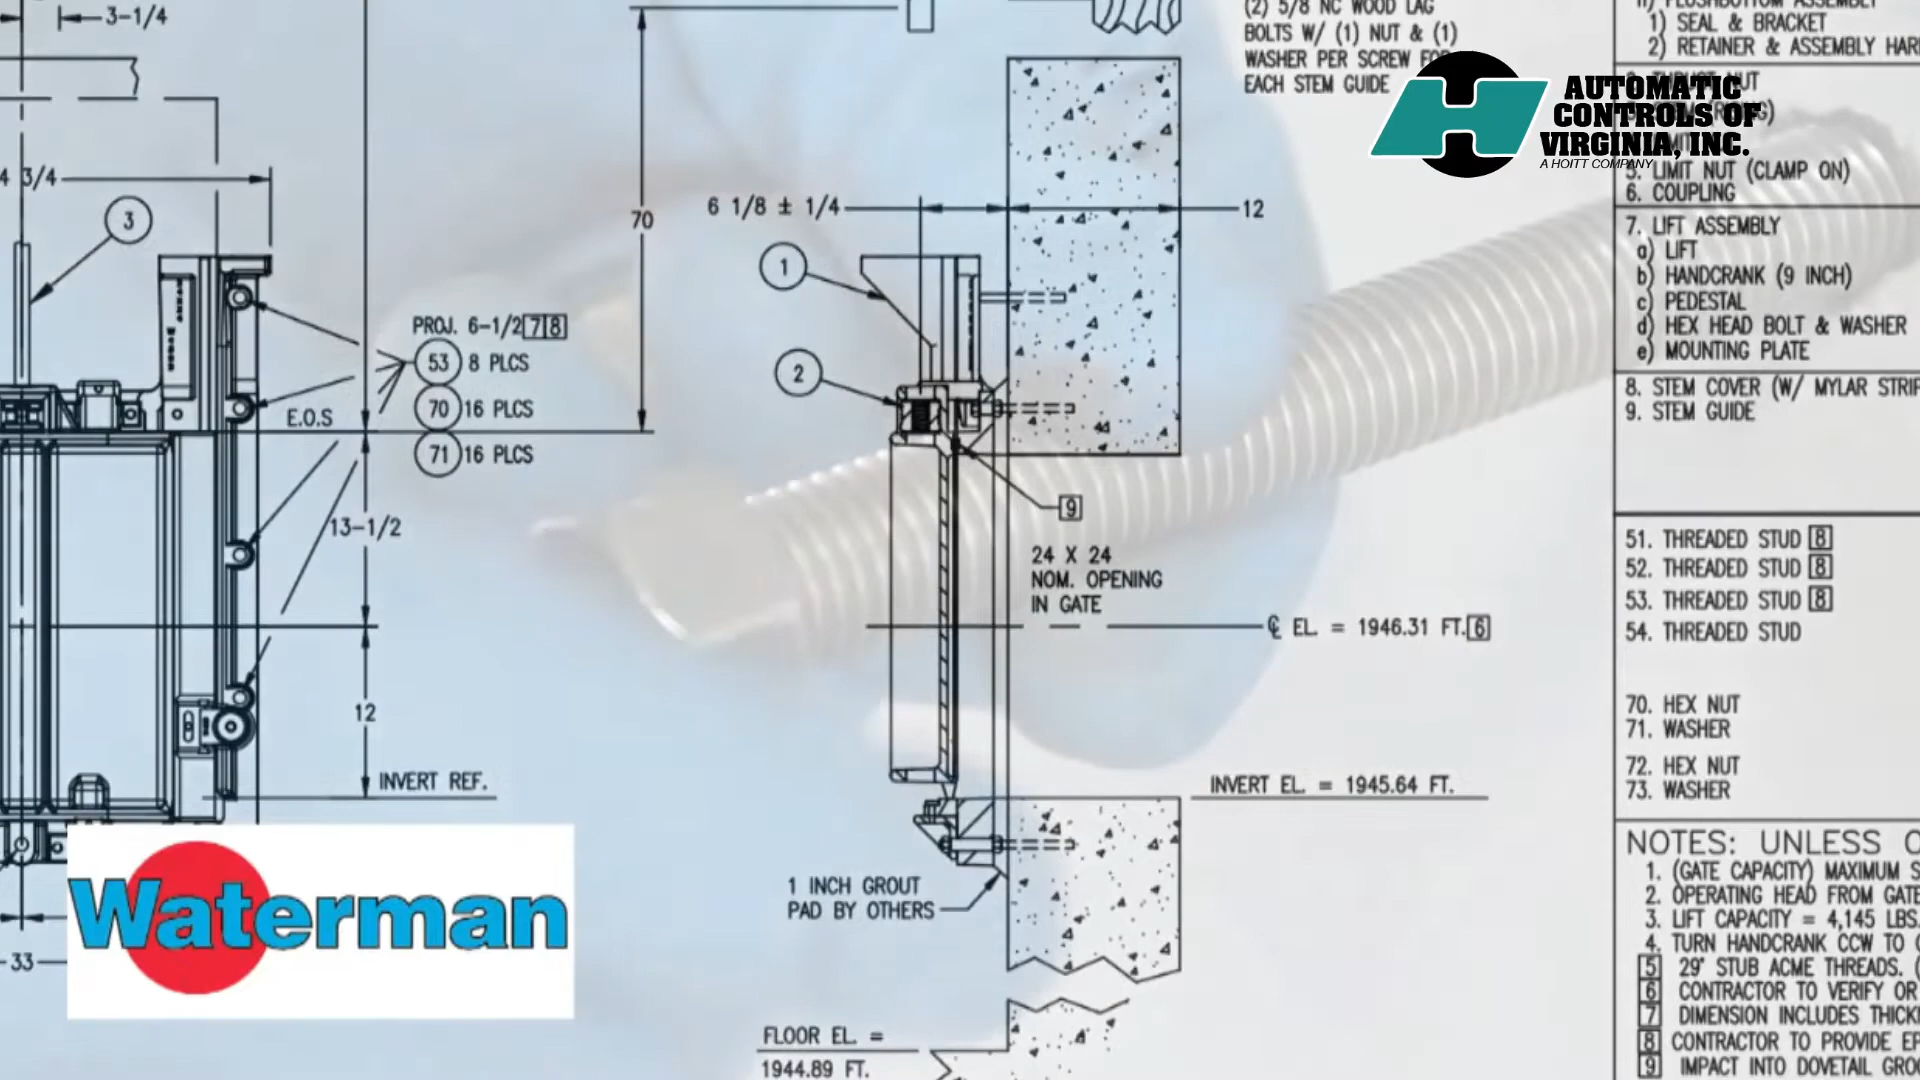 3-1/4
4 3/4
3
PROJ. 6-1/2 7 8
53 8 PLCS
70 16 PLCS
71 16 PLCS
E.O.S
13-1/2
12
INVERT REF.
33
Waterman
70
6 1/8 ± 1/4
12
1
2
9
24 X 24
NOM. OPENING
IN GATE
℄ EL. = 1946.31 FT. 6
INVERT EL. = 1945.64 FT.
1 INCH GROUT
PAD BY OTHERS
FLOOR EL. =
1944.89 FT.
(2) 5/8 NC WOOD LAG
BOLTS W/ (1) NUT & (1)
WASHER PER SCREW FOR
EACH STEM GUIDE
AUTOMATIC
CONTROLS OF
VIRGINIA, INC.
A HOITT COMPANY
1) SEAL & BRACKET
2) RETAINER & ASSEMBLY
5. LIMIT NUT (CLAMP ON)
6. COUPLING
7. LIFT ASSEMBLY
a) LIFT
b) HANDCRANK (9 INCH)
c) PEDESTAL
d) HEX HEAD BOLT & WASHER
e) MOUNTING PLATE
8. STEM COVER (W/ MYLAR STRIP
9. STEM GUIDE
51. THREADED STUD 8
52. THREADED STUD 8
53. THREADED STUD 8
54. THREADED STUD
70. HEX NUT
71. WASHER
72. HEX NUT
73. WASHER
NOTES: UNLESS O
1. (GATE CAPACITY) MAXIMUM S
2. OPERATING HEAD FROM GATE
3. LIFT CAPACITY = 4,145 LBS.
4. TURN HANDCRANK CCW TO
5 29° STUB ACME THREADS. (
6 CONTRACTOR TO VERIFY OR
7 DIMENSION INCLUDES THICK
8 CONTRACTOR TO PROVIDE EP
9 IMPACT INTO DOVETAIL GRO